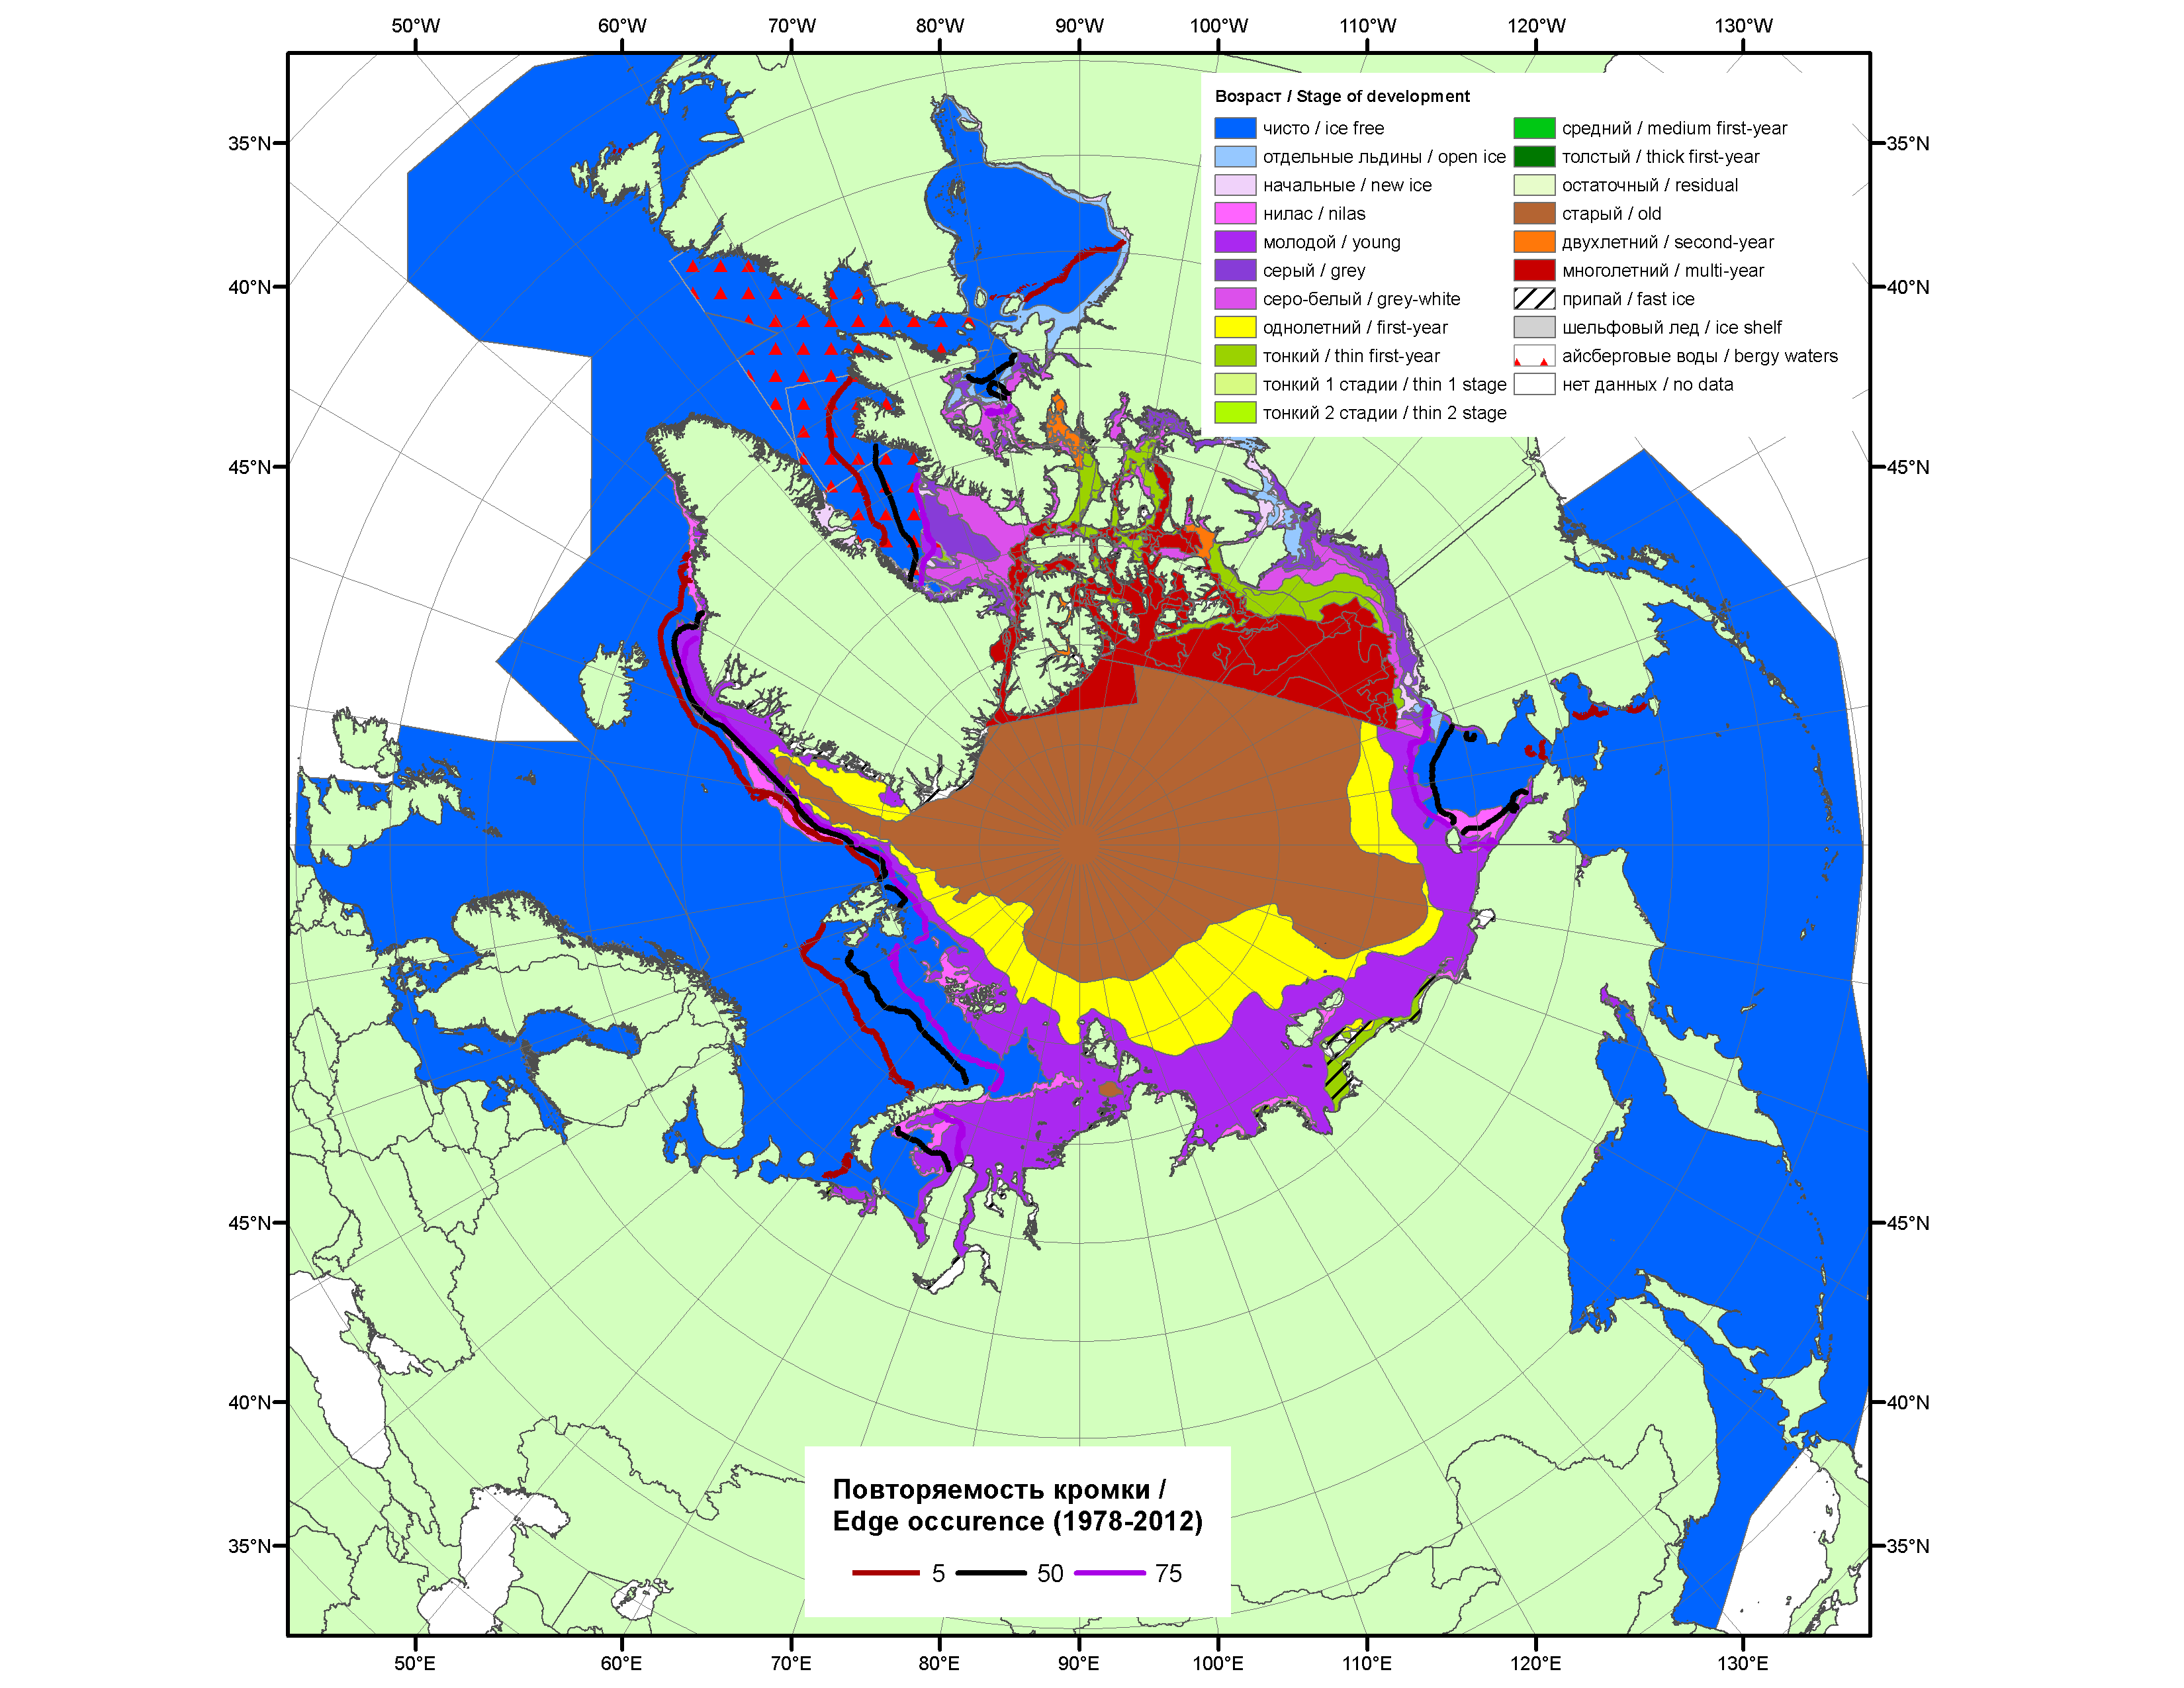 50°W 60°W 70°W 80°W 90°W 100°W 110°W 120°W 130°W
Возраст / Stage of development
чисто / ice free
отдельные льдины / open ice
начальные / new ice
нилас / nilas
молодой / young
серый / grey
серо-белый / grey-white
однолетний / first-year
тонкий / thin first-year
тонкий 1 стадии / thin 1 stage
тонкий 2 стадии / thin 2 stage
средний / medium first-year
толстый / thick first-year
остаточный / residual
старый / old
двухлетний / second-year
многолетний / multi-year
припай / fast ice
шельфовый лед / ice shelf
айсберговые воды / bergy waters
нет данных / no data
35°N 35°N
40°N 40°N
45°N 45°N
45°N 45°N
40°N 40°N
35°N 35°N
Повторяемость кромки /
Edge occurence (1978-2012)
5 50 75
50°E 60°E 70°E 80°E 90°E 100°E 110°E 120°E 130°E